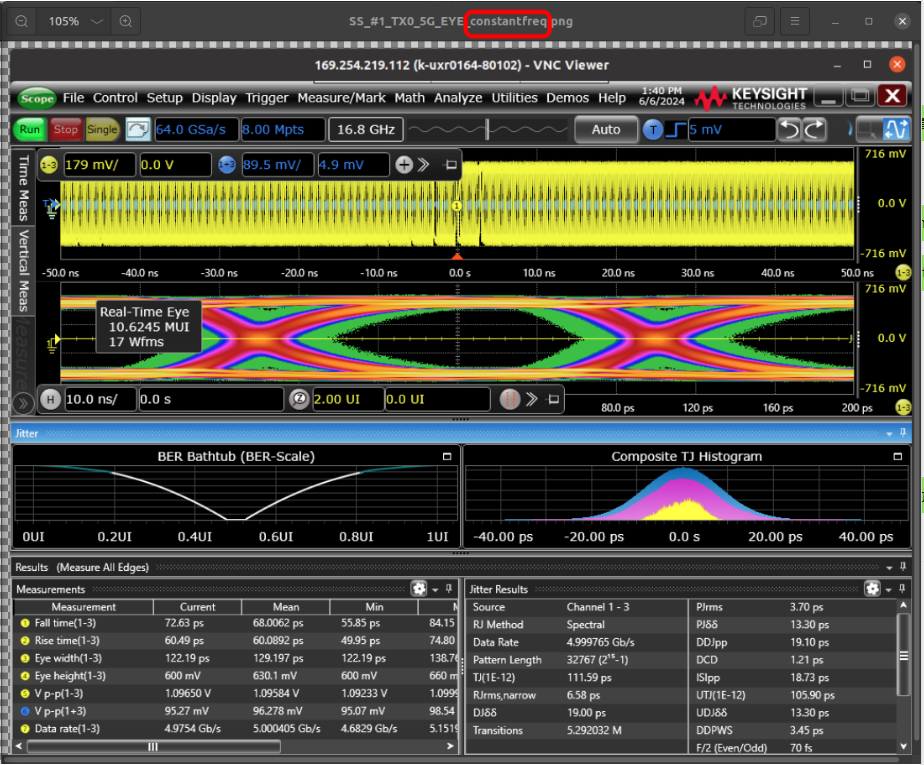 105%
SS_#1_TX0_5G_EYE_constantfreq.png
169.254.219.112 (k-uxr0164-80102) - VNC Viewer
Scope File Control Setup Display Trigger Measure/Mark Math Analyze Utilities Demos Help 1:40 PM 6/6/2024 KEYSIGHT TECHNOLOGIES X
Run Stop Single 64.0 GSa/s 8.00 Mpts 16.8 GHz Auto T 5 mV
Time Meas
Vertical Meas
Measure
1-3 179 mV/ 0.0 V 1+3 89.5 mV/ 4.9 mV
716 mV
0.0 V
-716 mV
-50.0 ns -40.0 ns -30.0 ns -20.0 ns -10.0 ns 0.0 s 10.0 ns 20.0 ns 30.0 ns 40.0 ns 50.0 ns 1-3
716 mV
Real-Time Eye
10.6245 MUI
17 Wfms
0.0 V
-716 mV
H 10.0 ns/ 0.0 s Z 2.00 UI 0.0 UI
80.0 ps 120 ps 160 ps 200 ps 1-3
Jitter
BER Bathtub (BER-Scale)
0UI 0.2UI 0.4UI 0.6UI 0.8UI 1UI
Composite TJ Histogram
-40.00 ps -20.00 ps 0.0 s 20.00 ps 40.00 ps
Results (Measure All Edges)
Measurements
Measurement Current Mean Min M
1 Fall time(1-3) 72.63 ps 68.0062 ps 55.85 ps 84.15
2 Rise time(1-3) 60.49 ps 60.0892 ps 49.95 ps 74.80
3 Eye width(1-3) 122.19 ps 129.197 ps 122.19 ps 138.76
4 Eye height(1-3) 600 mV 630.1 mV 600 mV 660 m
5 V p-p(1-3) 1.09650 V 1.09584 V 1.09233 V 1.0999
6 V p-p(1+3) 95.27 mV 96.278 mV 95.07 mV 98.54
7 Data rate(1-3) 4.9754 Gb/s 5.000405 Gb/s 4.6829 Gb/s 5.1519
Jitter Results
Source Channel 1 - 3 PJrms 3.70 ps
RJ Method Spectral PJδδ 13.30 ps
Data Rate 4.999765 Gb/s DDJpp 19.10 ps
Pattern Length 32767 (2¹⁵-1) DCD 1.21 ps
TJ(1E-12) 111.59 ps ISIpp 18.73 ps
RJrms,narrow 6.58 ps UTJ(1E-12) 105.90 ps
DJδδ 19.00 ps UDJδδ 13.30 ps
Transitions 5.292032 M DDPWS 3.45 ps
F/2 (Even/Odd) 70 fs